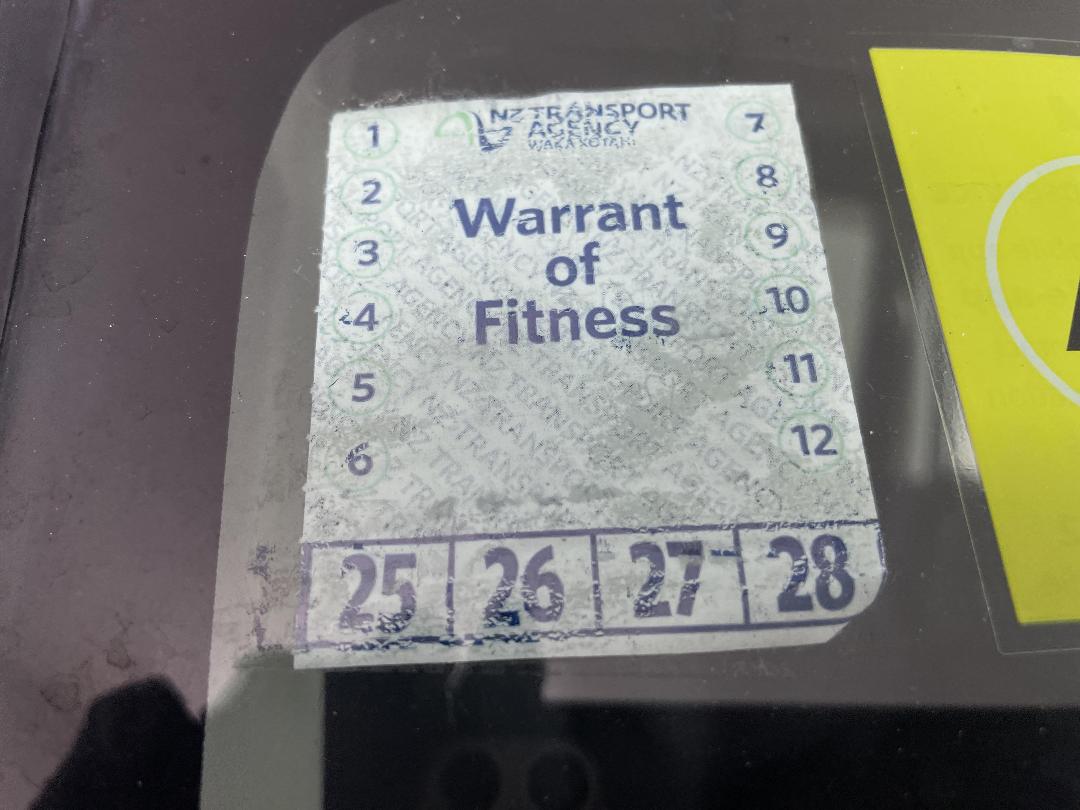 NZ TRANSPORT
AGENCY
WAKA KOTAHI
Warrant
of
Fitness
1
2
3
4
5
6
7
8
9
10
11
12
25 26 27 28